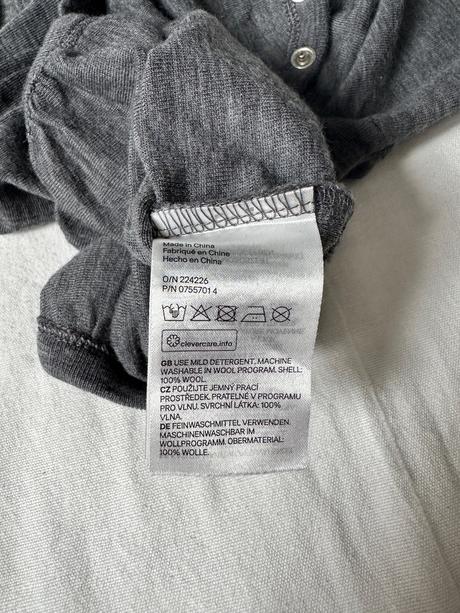 Made in China
Fabriqué en Chine
Hecho en China
O/N 224226
P/N 0755701 4
clevercare.info
GB USE MILD DETERGENT. MACHINE
WASHABLE IN WOOL PROGRAM. SHELL:
100% WOOL.
CZ POUŽIJTE JEMNÝ PRACÍ
PROSTŘEDEK. PRATELNÉ V PROGRAMU
PRO VLNU. SVRCHNÍ LÁTKA: 100%
VLNA.
DE FEINWASCHMITTEL VERWENDEN.
MASCHINENWASCHBAR IM
WOLLPROGRAMM. OBERMATERIAL:
100% WOLLE.